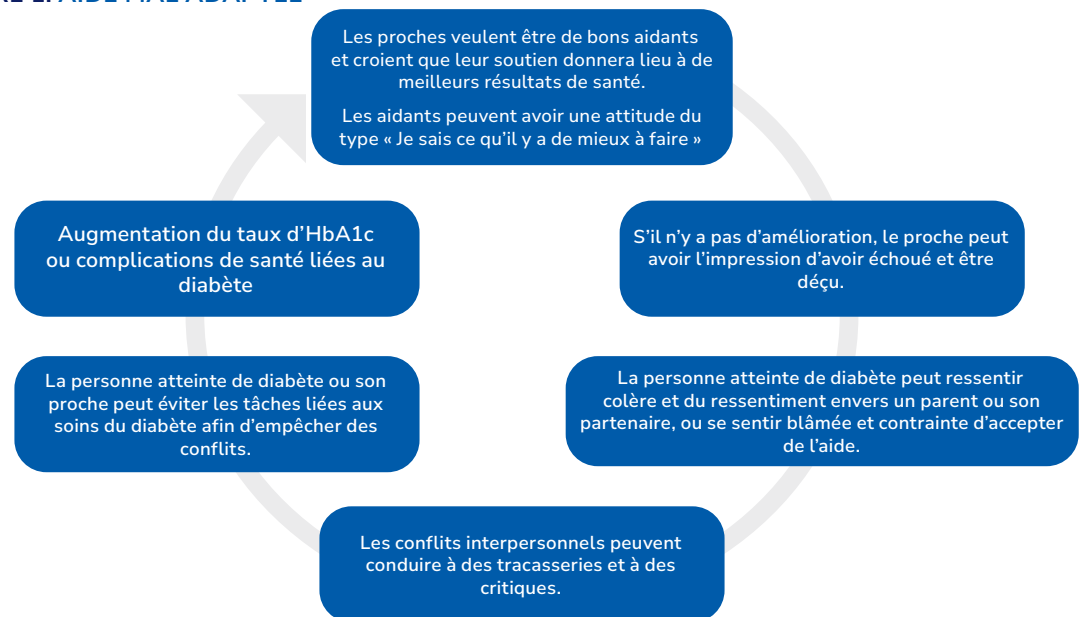 AIDE MAL ADAPTÉE
Les proches veulent être de bons aidants
et croient que leur soutien donnera lieu à de
meilleurs résultats de santé.
Les aidants peuvent avoir une attitude du
type « Je sais ce qu’il y a de mieux à faire »
S’il n’y a pas d’amélioration, le proche peut
avoir l’impression d’avoir échoué et être
déçu.
La personne atteinte de diabète peut ressentir
colère et du ressentiment envers un parent ou son
partenaire, ou se sentir blâmée et contrainte d’accepter
de l’aide.
Les conflits interpersonnels peuvent
conduire à des tracasseries et à des
critiques.
La personne atteinte de diabète ou son
proche peut éviter les tâches liées aux
soins du diabète afin d’empêcher des
conflits.
Augmentation du taux d’HbA1c
ou complications de santé liées au
diabète